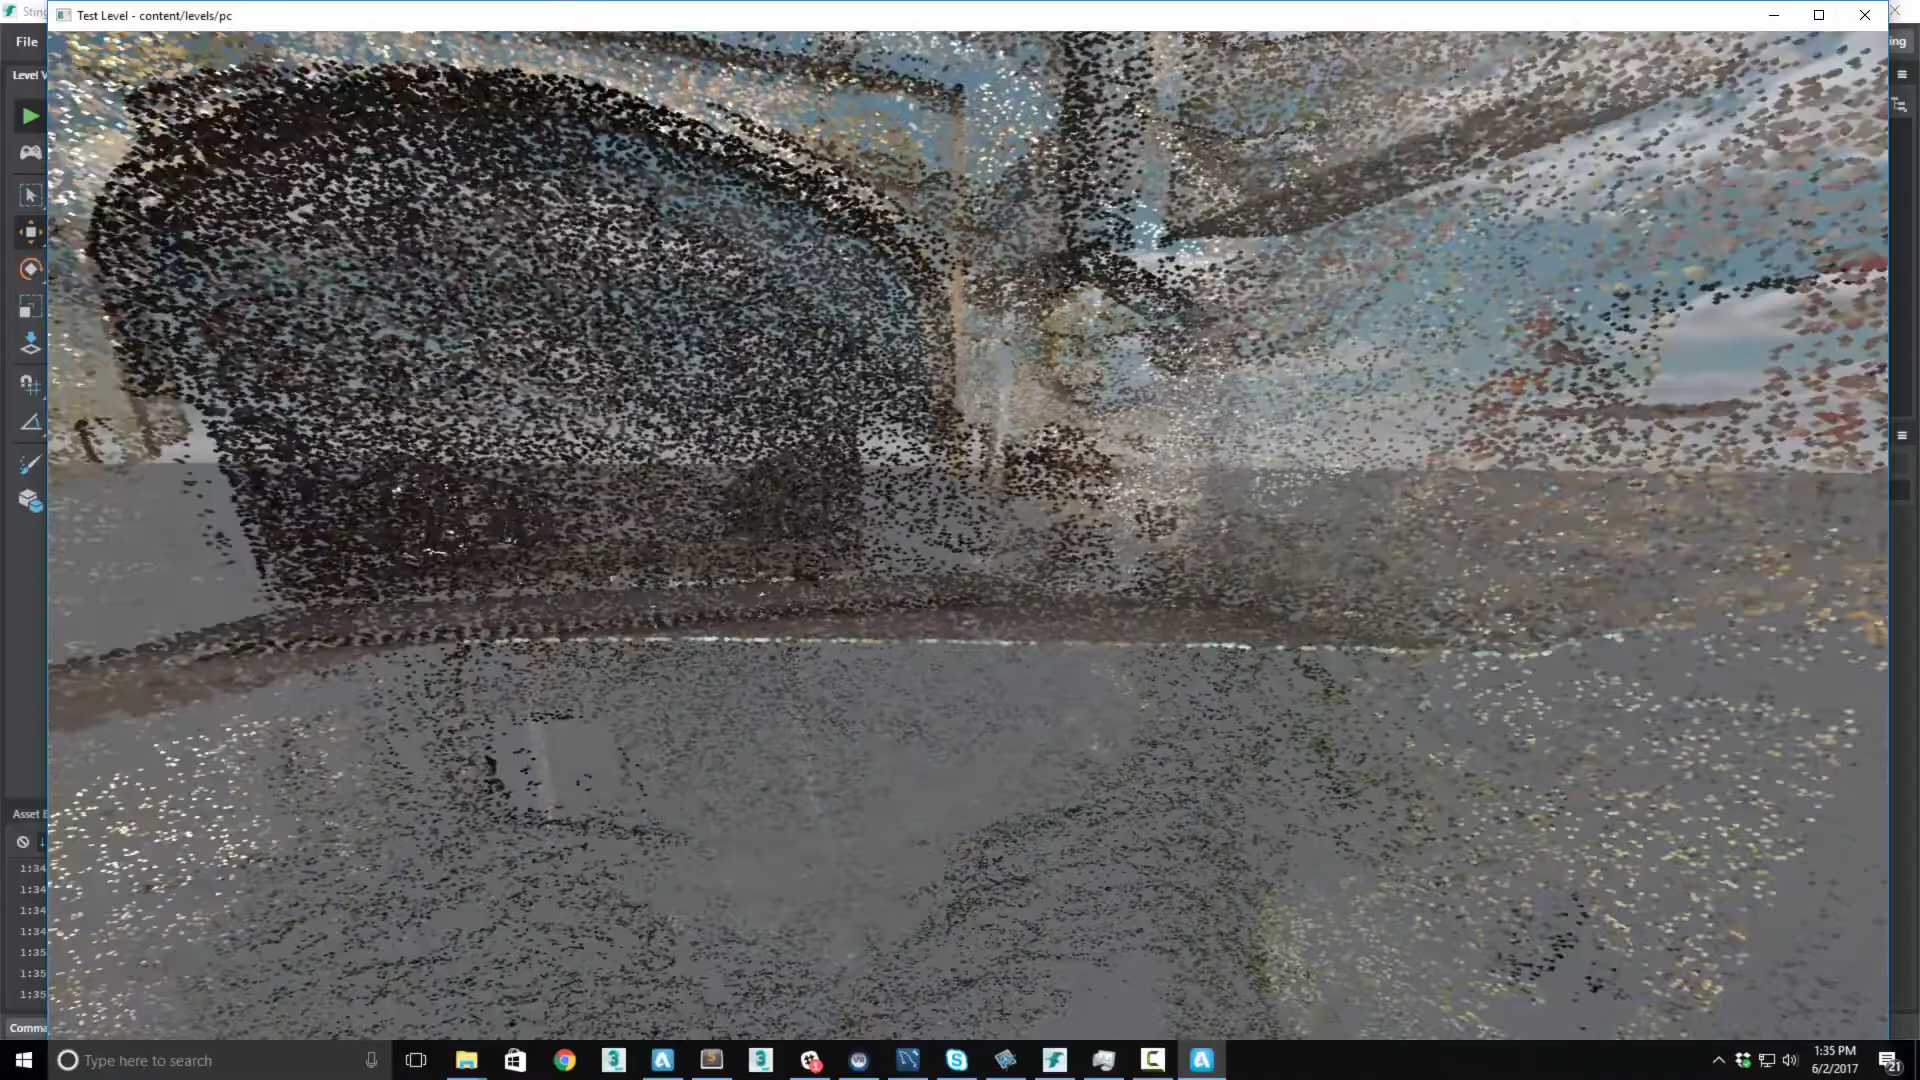 Sting
Test Level - content/levels/pc
File
ing
Level V
Asset B
1:34
1:34
1:34
1:34
1:35
1:35
1:35
Comma
Type here to search
1:35 PM
6/2/2017
21